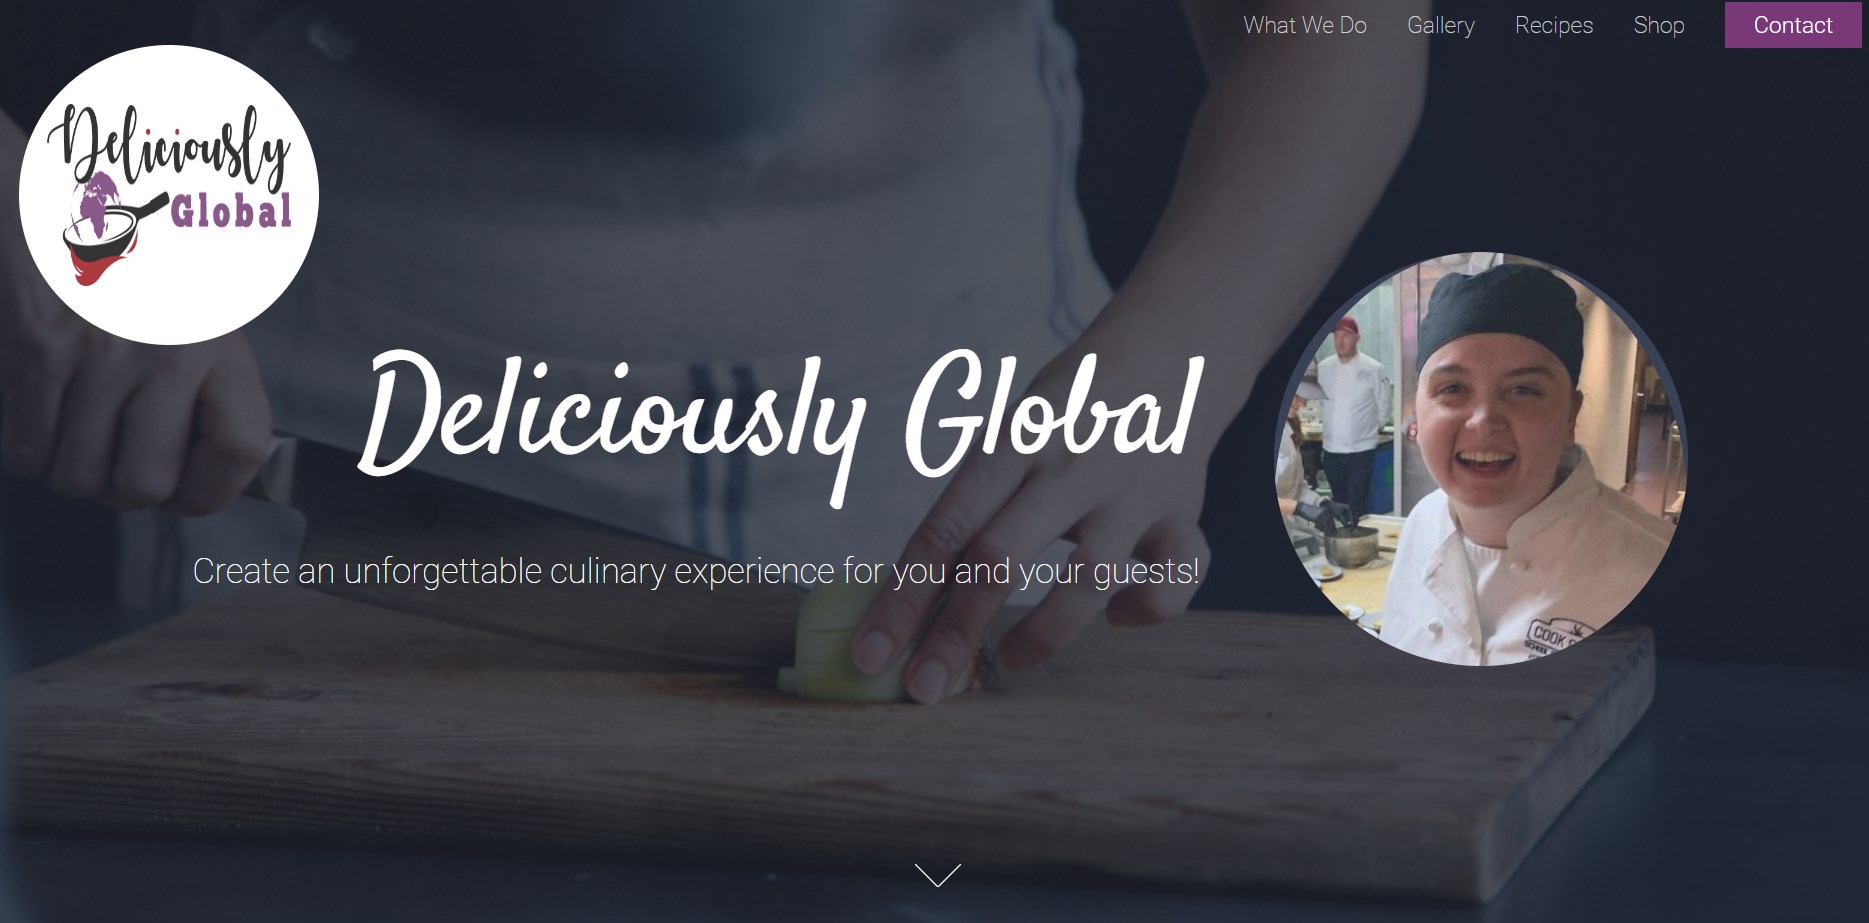 What We Do Gallery Recipes Shop Contact
Deliciously
Global
Deliciously Global
Create an unforgettable culinary experience for you and your guests!
COOK